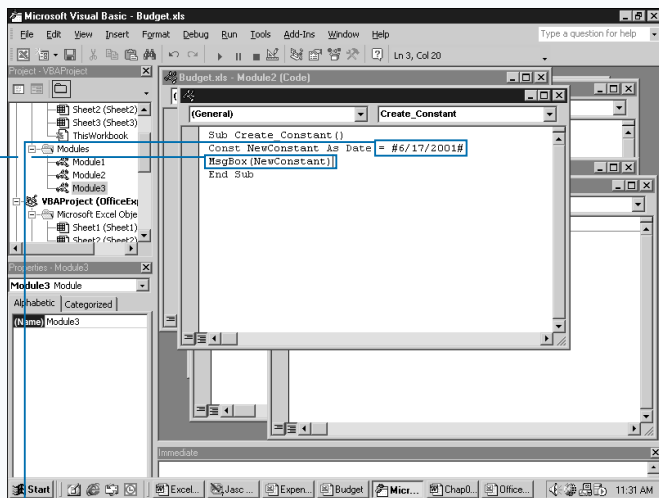 Microsoft Visual Basic - Budget.xls
File Edit View Insert Format Debug Run Tools Add-Ins Window Help
Type a question for help
Ln 3, Col 20
Project - VBAProject
Sheet2 (Sheet2)
Sheet3 (Sheet3)
ThisWorkbook
Modules
Module1
Module2
Module3
VBAProject (OfficeEx
Microsoft Excel Obje
Sheet1 (Sheet1)
Sheet2 (Sheet2)
Properties - Module3
Module3 Module
Alphabetic Categorized
(Name) Module3
Budget.xls - Module2 (Code)
(General) Create_Constant
Sub Create_Constant()
Const NewConstant As Date = #6/17/2001#
MsgBox(NewConstant)
End Sub
Immediate
Start Excel... Jasc ... Expen... Budget Micr... Chap0... Office... 11:31 AM